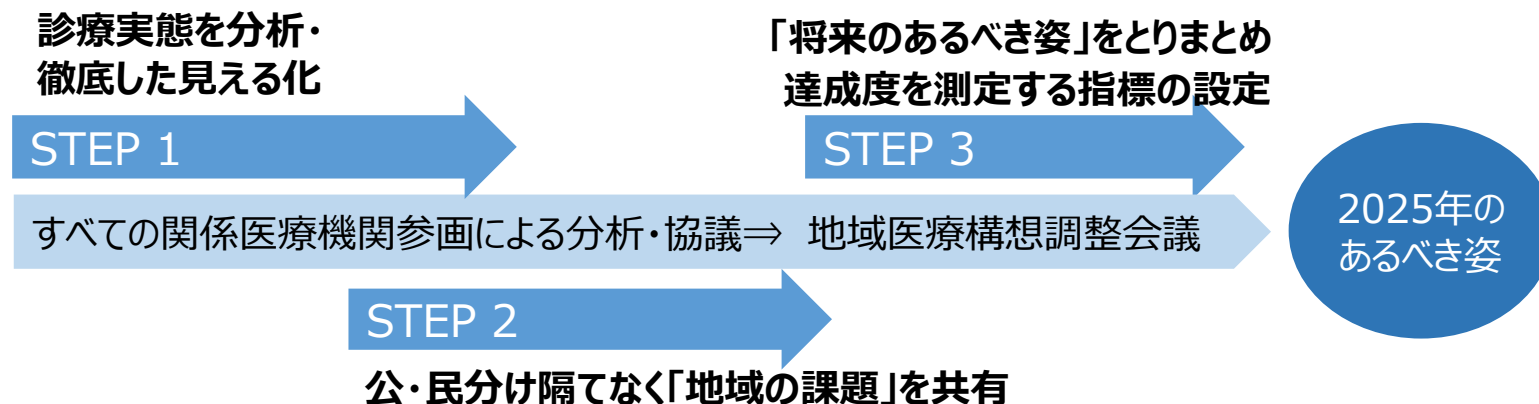 診療実態を分析・
徹底した見える化
STEP 1
「将来のあるべき姿」をとりまとめ
達成度を測定する指標の設定
STEP 3
すべての関係医療機関参画による分析・協議⇒ 地域医療構想調整会議
2025年の
あるべき姿
STEP 2
公・民分け隔てなく「地域の課題」を共有